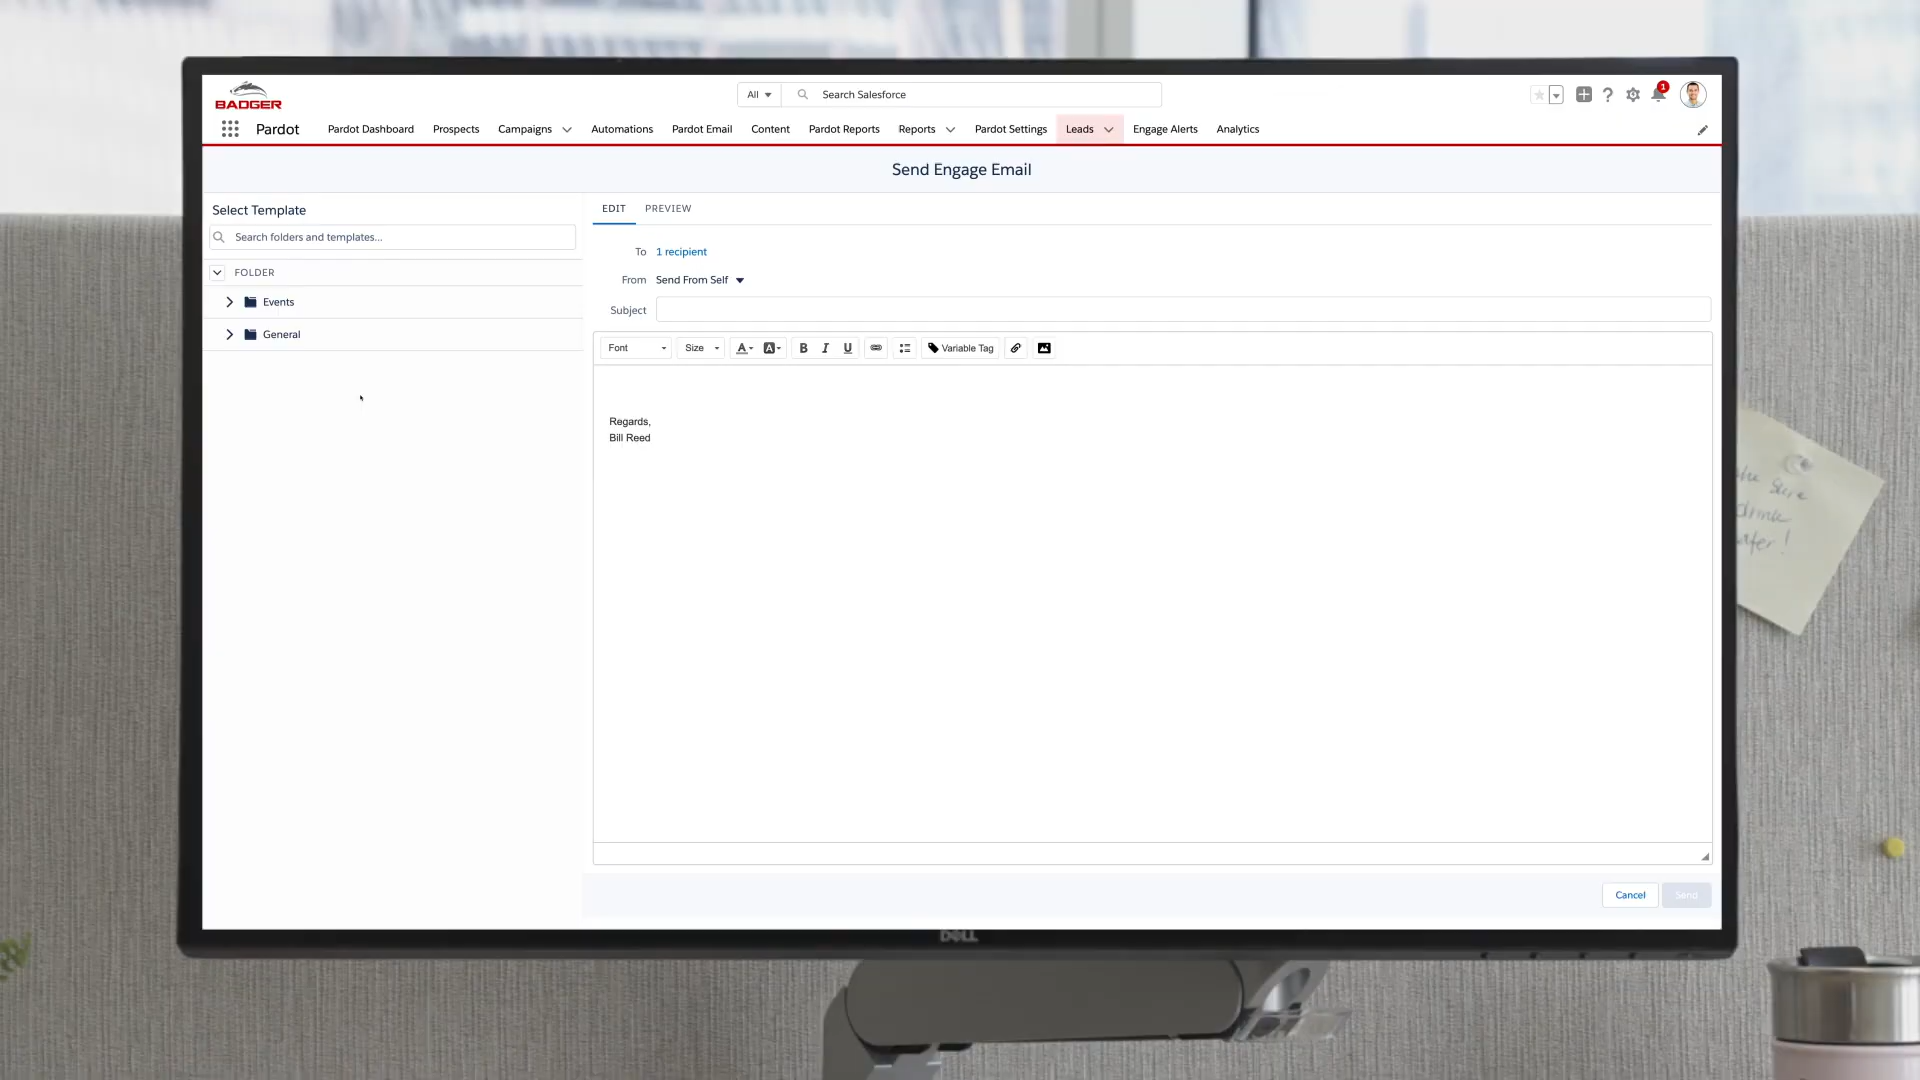 BADGER
All
Search Salesforce
1
Pardot
Pardot Dashboard
Prospects
Campaigns
Automations
Pardot Email
Content
Pardot Reports
Reports
Pardot Settings
Leads
Engage Alerts
Analytics
Send Engage Email
Select Template
Search folders and templates...
FOLDER
Events
General
EDIT
PREVIEW
To 1 recipient
From Send From Self
Subject
Font
Size
A
A
B
I
U
Variable Tag
Regards,
Bill Reed
Cancel
Send
DELL
drink